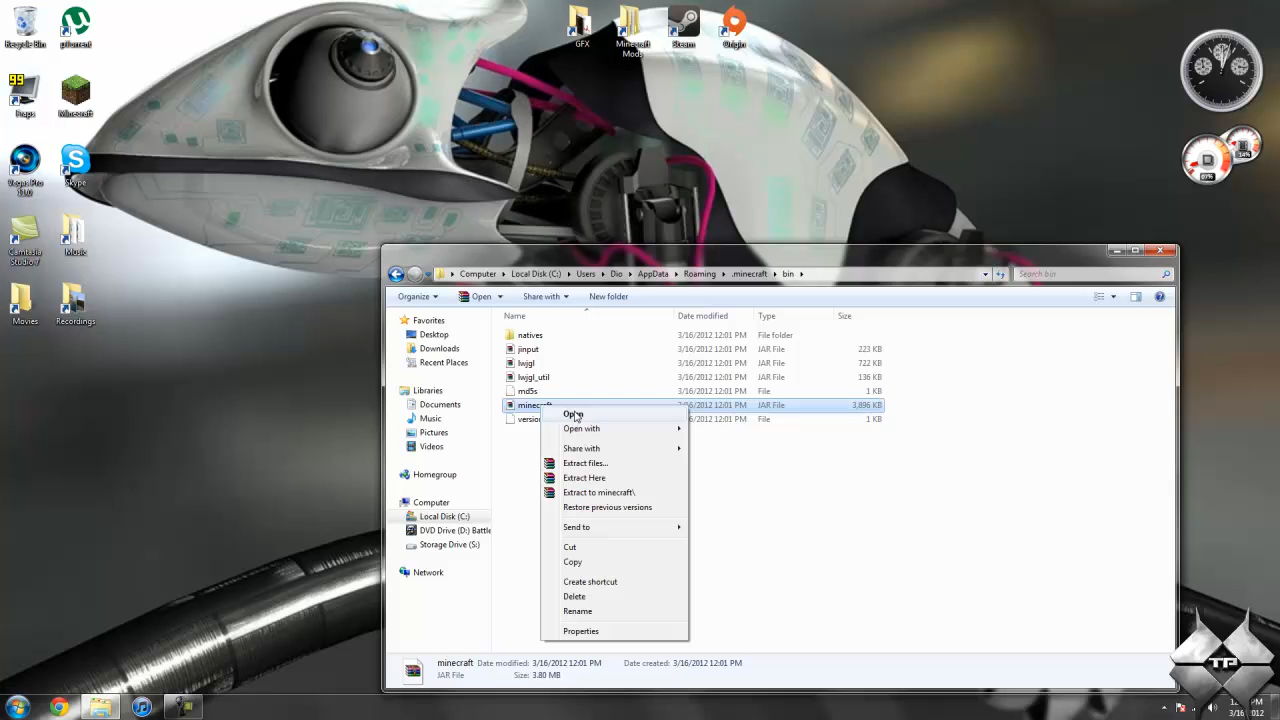 Recycle Bin
µTorrent
GFX
Minecraft
Mods
Steam
Origin
99
Fraps
Minecraft
Vegas Pro
11.0
Skype
Camtasia
Studio 7
Music
Movies
Recordings
Computer
Local Disk (C:)
Users
Dio
AppData
Roaming
.minecraft
bin
Search bin
Organize
Open
Share with
New folder
Name
Date modified
Type
Size
Favorites
Desktop
Downloads
Recent Places
Libraries
Documents
Music
Pictures
Videos
Homegroup
Computer
Local Disk (C:)
DVD Drive (D:) Battle
Storage Drive (S:)
Network
natives 3/16/2012 12:01 PM File folder
jinput 3/16/2012 12:01 PM JAR File 223 KB
lwjgl 3/16/2012 12:01 PM JAR File 722 KB
lwjgl_util 3/16/2012 12:01 PM JAR File 136 KB
md5s 3/16/2012 12:01 PM File 1 KB
minecraft 3/16/2012 12:01 PM JAR File 3,896 KB
version 3/16/2012 12:01 PM File 1 KB
Open
Open with
Share with
Extract files...
Extract Here
Extract to minecraft\
Restore previous versions
Send to
Cut
Copy
Create shortcut
Delete
Rename
Properties
minecraft Date modified: 3/16/2012 12:01 PM Date created: 3/16/2012 12:01 PM
JAR File Size: 3.80 MB
TP